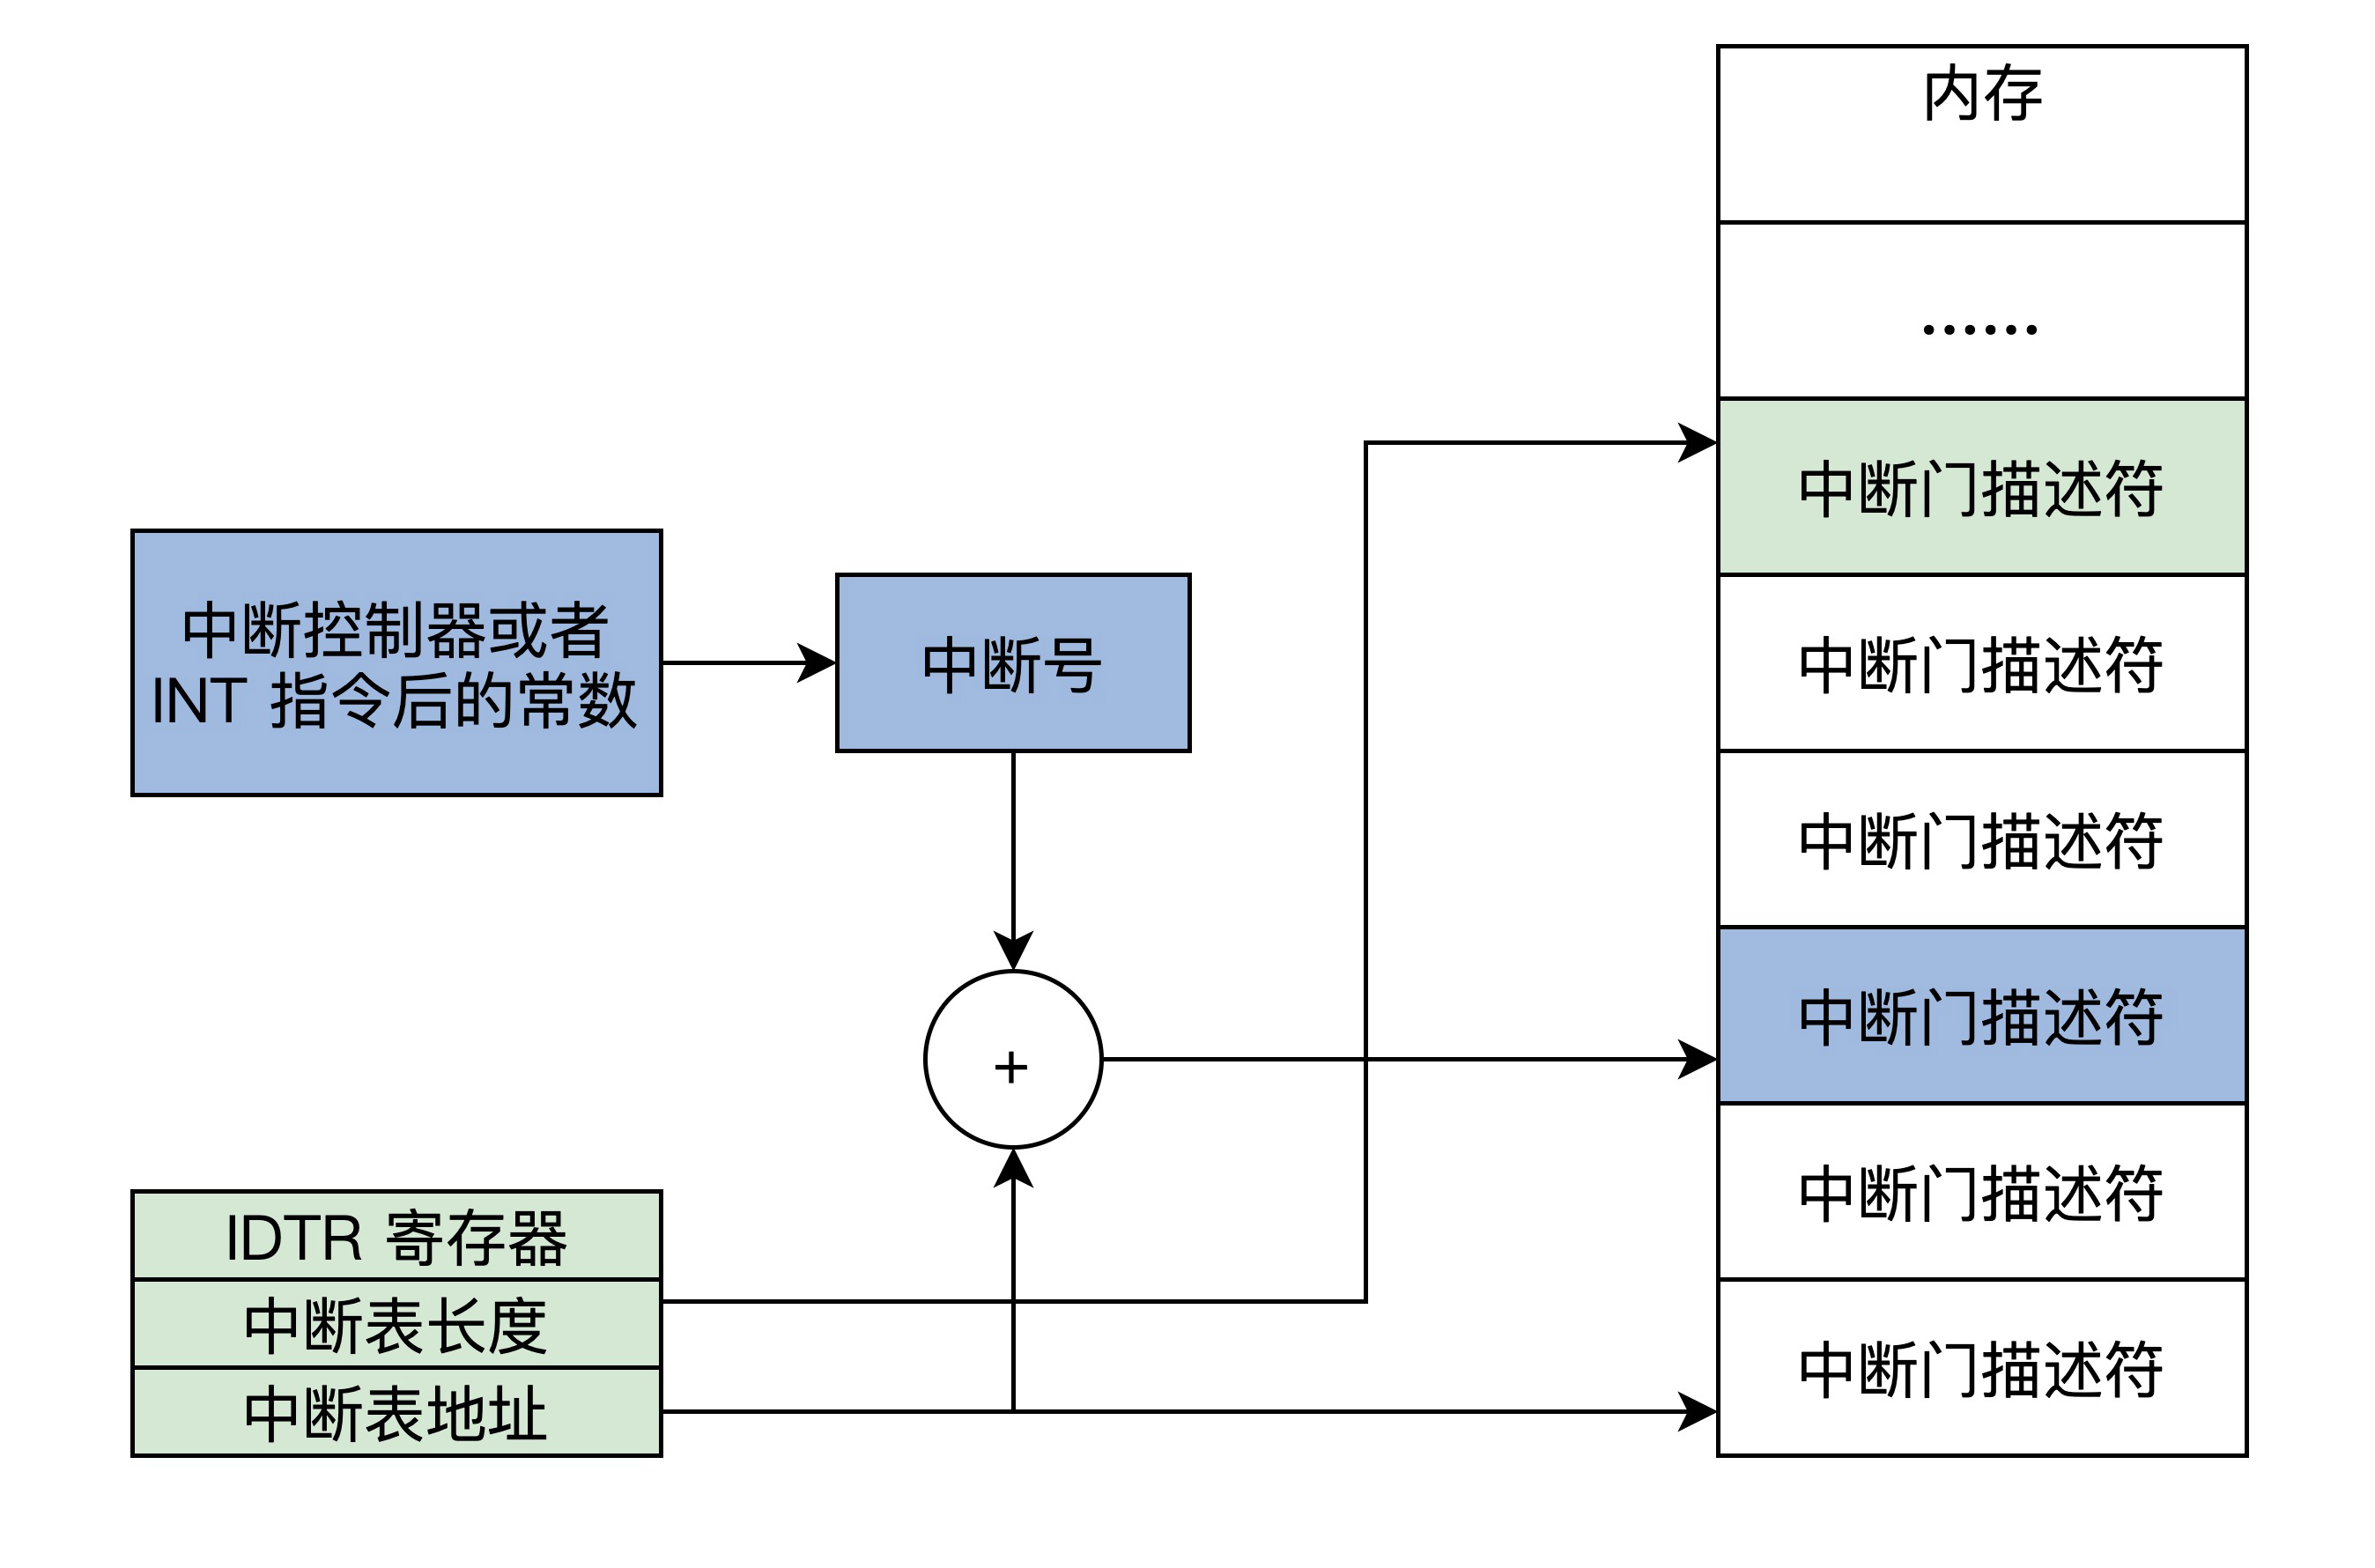 内存
.......
中断门描述符
中断控制器或者
INT 指令后的常数
中断号
中断门描述符
中断门描述符
中断门描述符
+
IDTR 寄存器
中断表长度
中断表地址
中断门描述符
中断门描述符